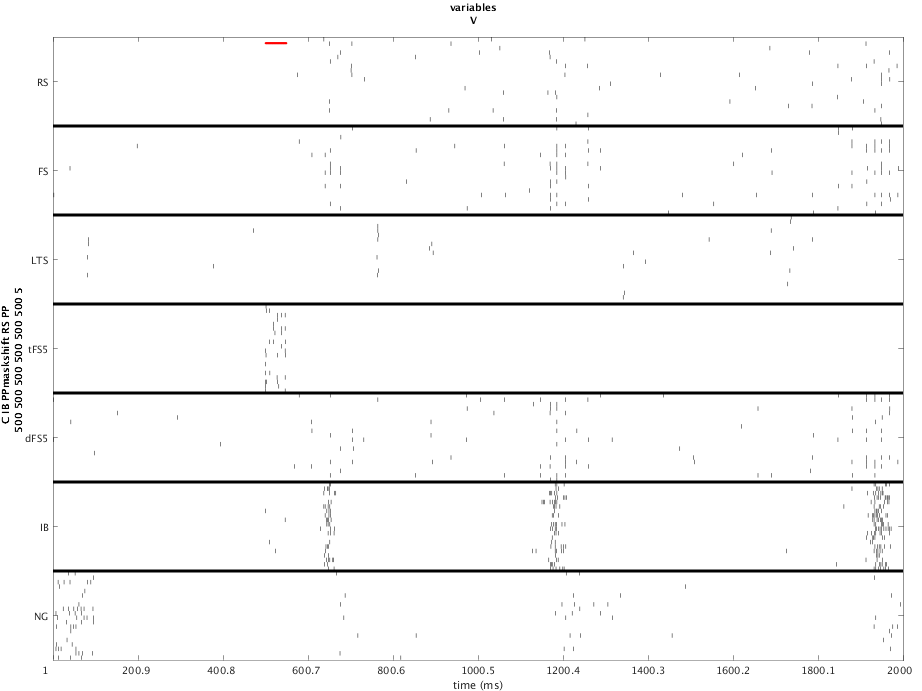 variables
V
RS
FS
LTS
tFS5
dFS5
IB
NG
C IB PPmaskshift RS PP
500 500 500 500 500 500 5
1
200.9
400.8
600.7
800.6
1000.5
1200.4
1400.3
1600.2
1800.1
2000
time (ms)